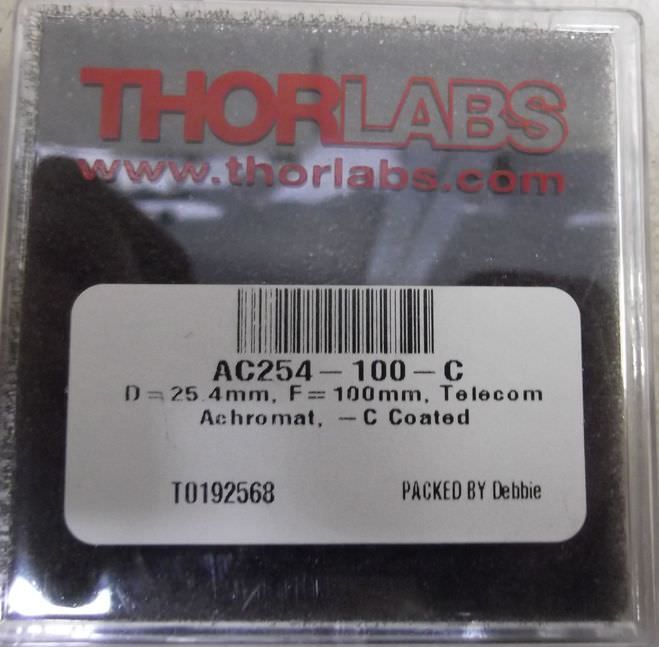 THORLABS
www.thorlabs.com
AC254-100-C
D=25.4mm, F=100mm, Telecom
Achromat, -C Coated
T0192568 PACKED BY Debbie